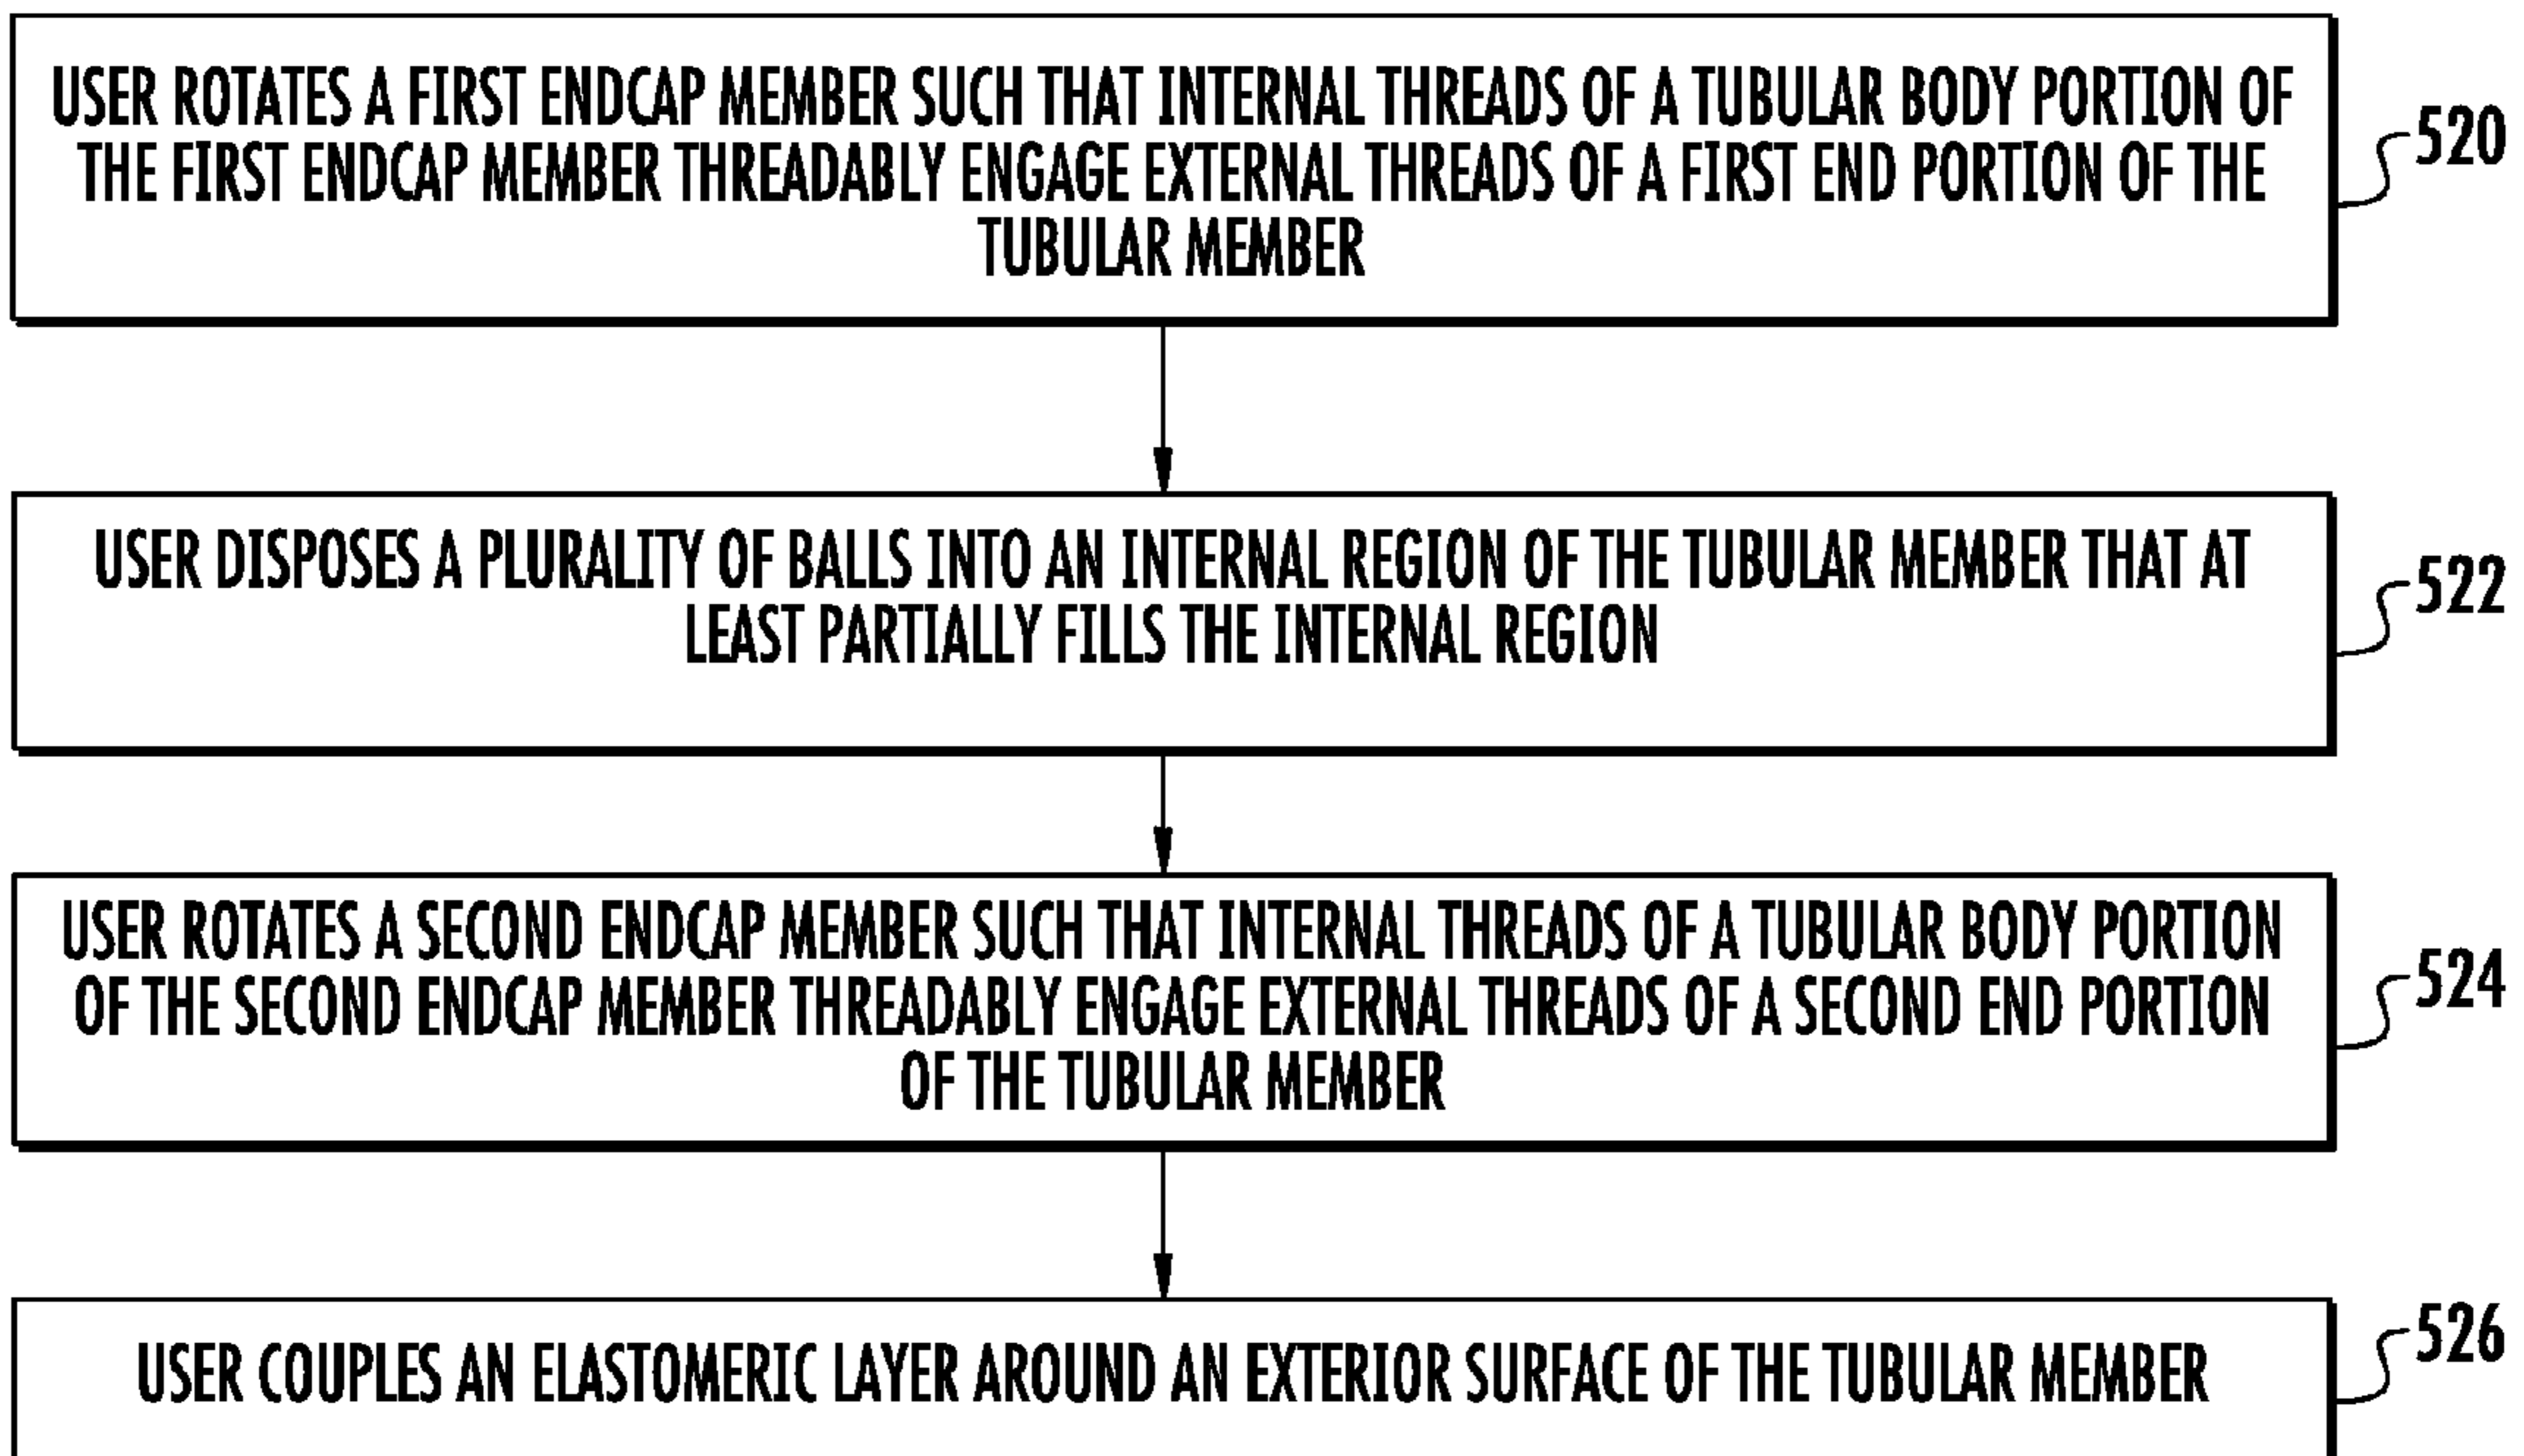 USER ROTATES A FIRST ENDCAP MEMBER SUCH THAT INTERNAL THREADS OF A TUBULAR BODY PORTION OF
THE FIRST ENDCAP MEMBER THREADABLY ENGAGE EXTERNAL THREADS OF A FIRST END PORTION OF THE
TUBULAR MEMBER
520
USER DISPOSES A PLURALITY OF BALLS INTO AN INTERNAL REGION OF THE TUBULAR MEMBER THAT AT
LEAST PARTIALLY FILLS THE INTERNAL REGION
522
USER ROTATES A SECOND ENDCAP MEMBER SUCH THAT INTERNAL THREADS OF A TUBULAR BODY PORTION
OF THE SECOND ENDCAP MEMBER THREADABLY ENGAGE EXTERNAL THREADS OF A SECOND END PORTION
OF THE TUBULAR MEMBER
524
USER COUPLES AN ELASTOMERIC LAYER AROUND AN EXTERIOR SURFACE OF THE TUBULAR MEMBER
526